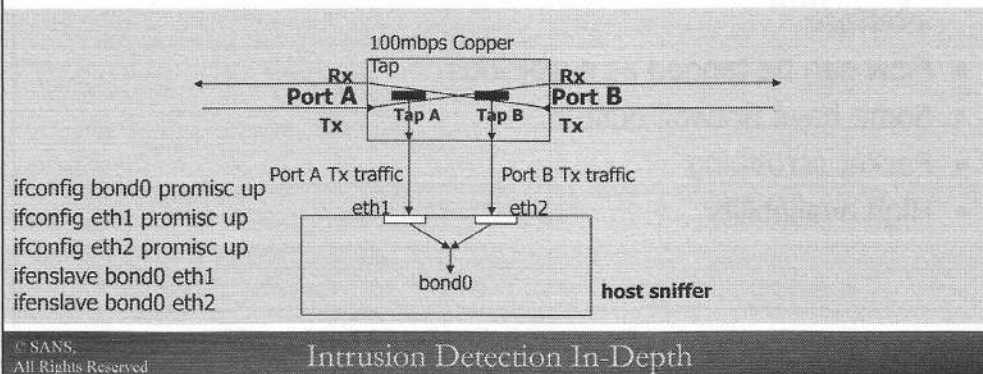 100mbps Copper
Tap
Rx
Rx
Port A
Port B
Tap A
Tap B
Tx
Tx
Port A Tx traffic
Port B Tx traffic
eth1
eth2
bond0
host sniffer
ifconfig bond0 promisc up
ifconfig eth1 promisc up
ifconfig eth2 promisc up
ifenslave bond0 eth1
ifenslave bond0 eth2
© SANS,
All Rights Reserved
Intrusion Detection In-Depth